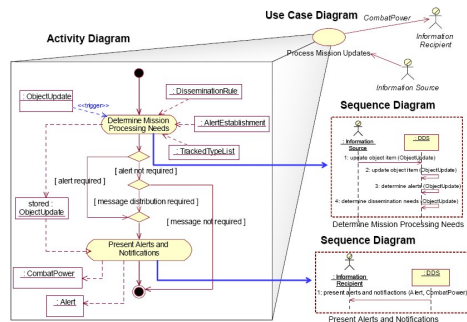 Use Case Diagram
CombatPower
Information
Recipient
Process Mission Updates
Information Source
Activity Diagram
: ObjectUpdate
<<trigger>>
: DisseminationRule
Determine Mission
Processing Needs
: AlertEstablishment
: TrackedTypeList
[ alert not required ]
[ alert required ]
[ message distribution required ]
[ message not required ]
stored :
ObjectUpdate
Present Alerts and
Notifications
: CombatPower
: Alert
Sequence Diagram
: Information
Source
: DDS
1: update object item (ObjectUpdate)
2: update object item (ObjectUpdate)
3: determine alerts (ObjectUpdate)
4: determine dissemination needs (ObjectUpdate)
Determine Mission Processing Needs
Sequence Diagram
: Information
Recipient
: DDS
1: present alerts and notifiactions (Alert, CombatPower)
Present Alerts and Notifications